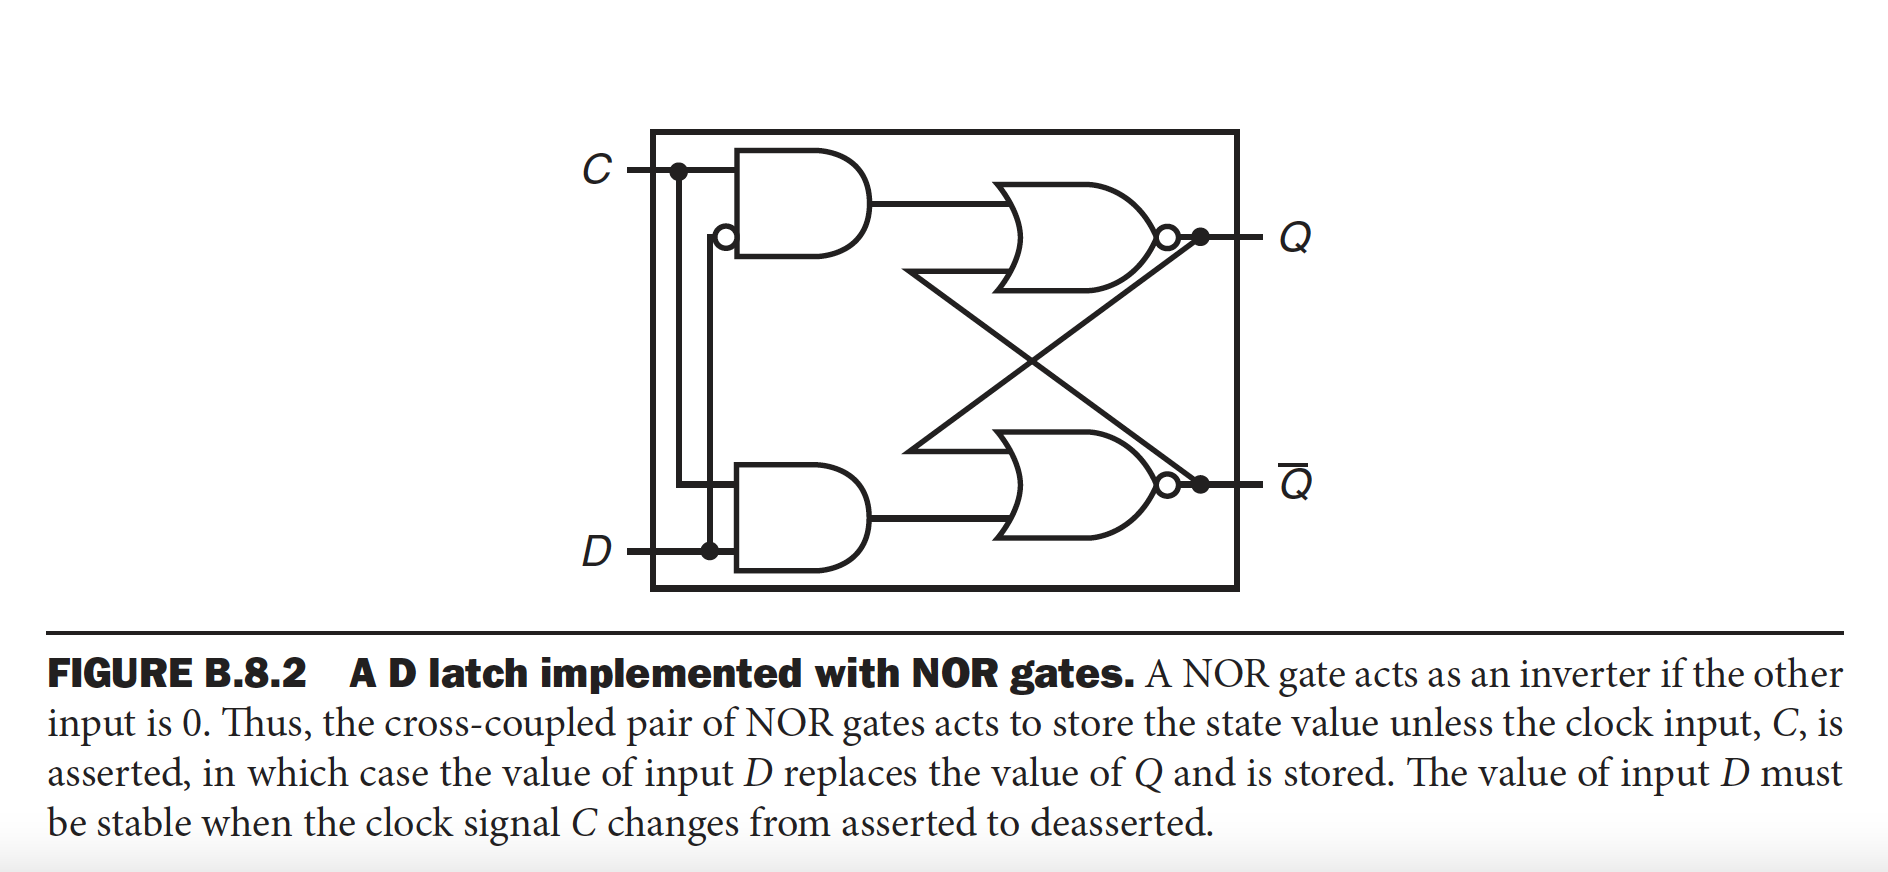 C
Q
Q̅
D
FIGURE B.8.2 A D latch implemented with NOR gates. A NOR gate acts as an inverter if the other
input is 0. Thus, the cross-coupled pair of NOR gates acts to store the state value unless the clock input, C, is
asserted, in which case the value of input D replaces the value of Q and is stored. The value of input D must
be stable when the clock signal C changes from asserted to deasserted.